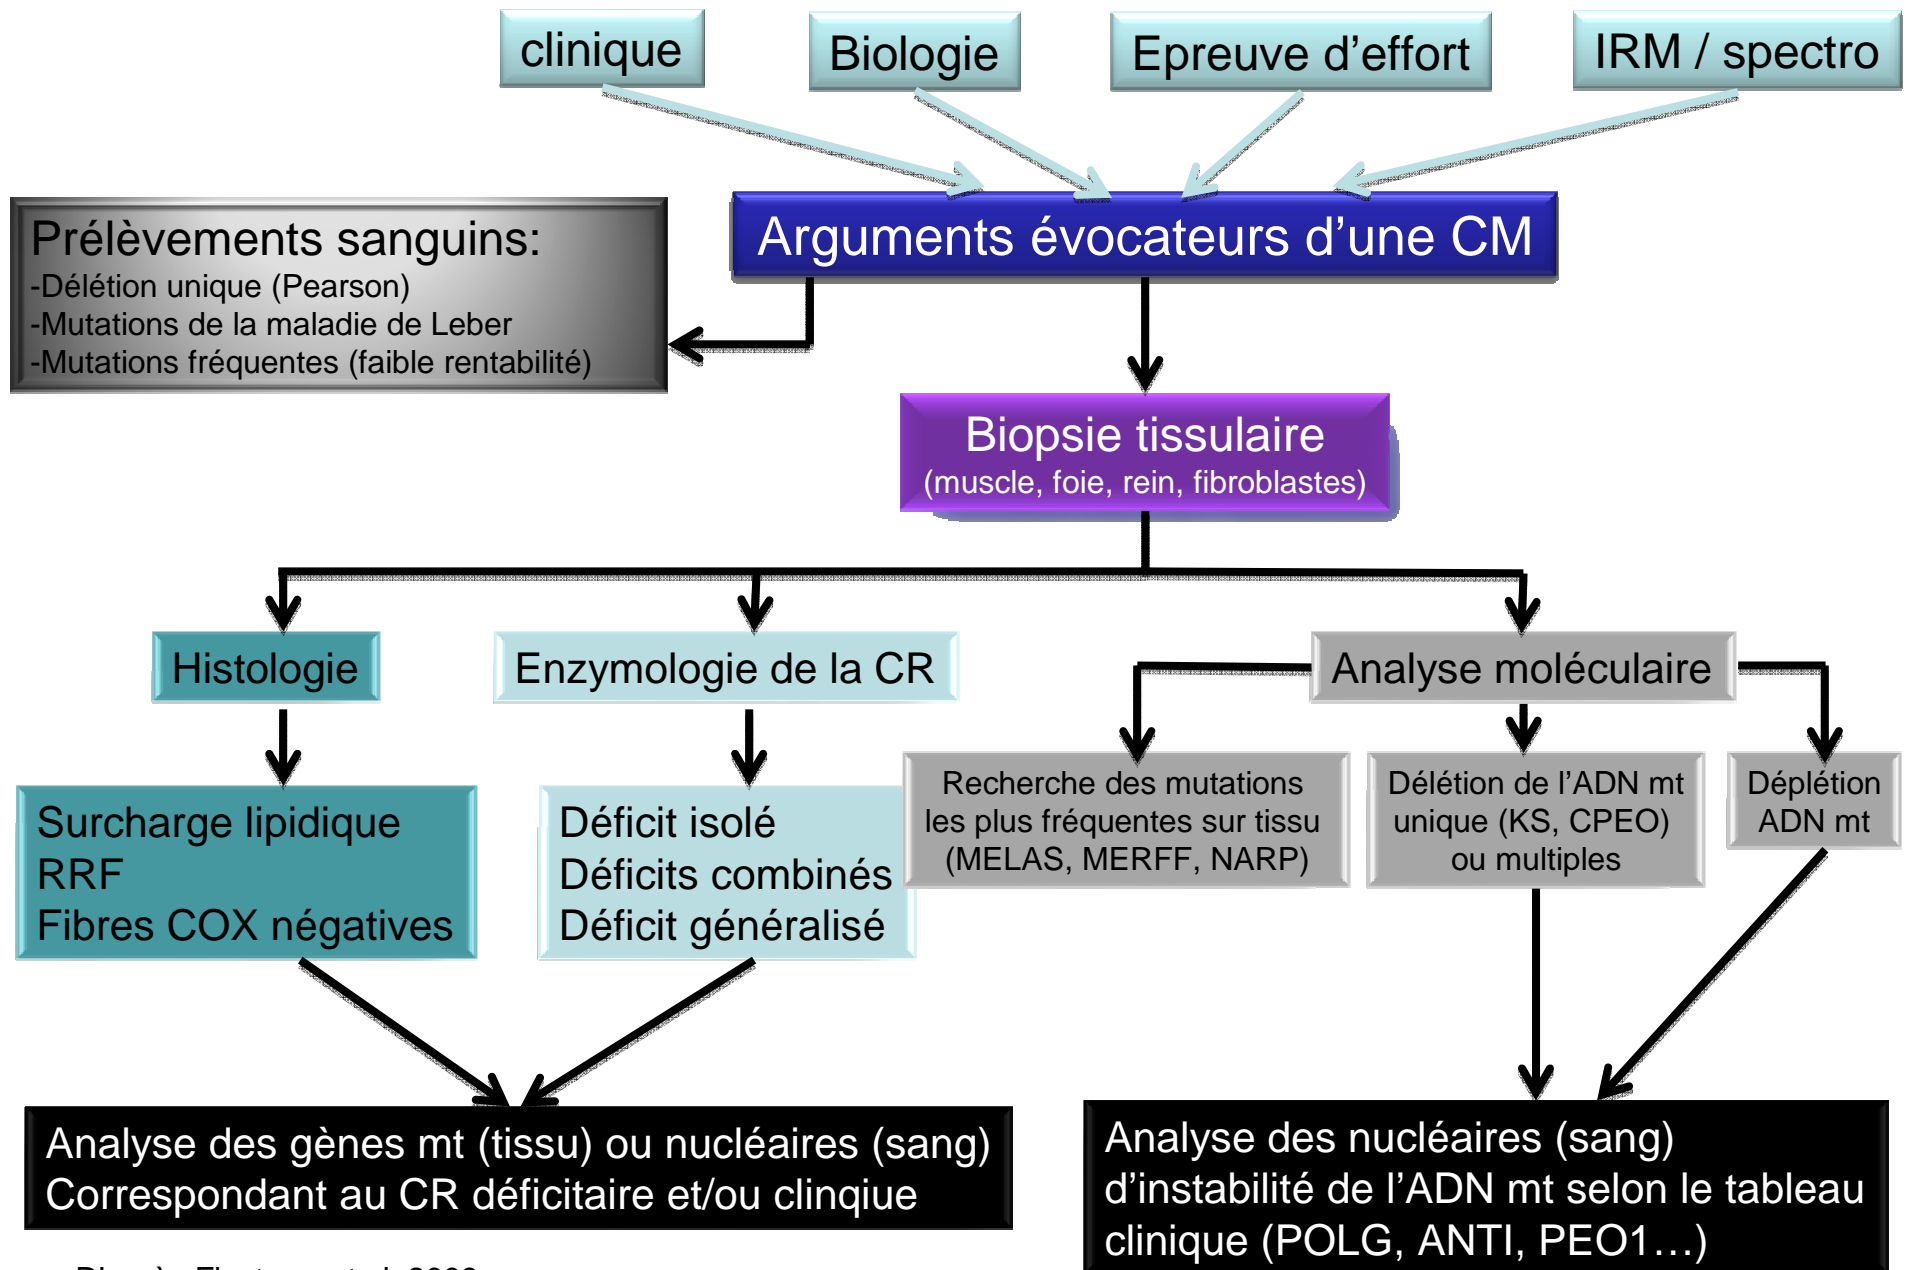 clinique
Biologie
Epreuve d'effort
IRM / spectro
Arguments évocateurs d'une CM
Prélèvements sanguins:
-Délétion unique (Pearson)
-Mutations de la maladie de Leber
-Mutations fréquentes (faible rentabilité)
Biopsie tissulaire
(muscle, foie, rein, fibroblastes)
Histologie
Enzymologie de la CR
Analyse moléculaire
Surcharge lipidique
RRF
Fibres COX négatives
Déficit isolé
Déficits combinés
Déficit généralisé
Recherche des mutations
les plus fréquentes sur tissu
(MELAS, MERFF, NARP)
Délétion de l'ADN mt
unique (KS, CPEO)
ou multiples
Déplétion
ADN mt
Analyse des gènes mt (tissu) ou nucléaires (sang)
Correspondant au CR déficitaire et/ou clinqiue
Analyse des nucléaires (sang)
d'instabilité de l'ADN mt selon le tableau
clinique (POLG, ANTI, PEO1…)